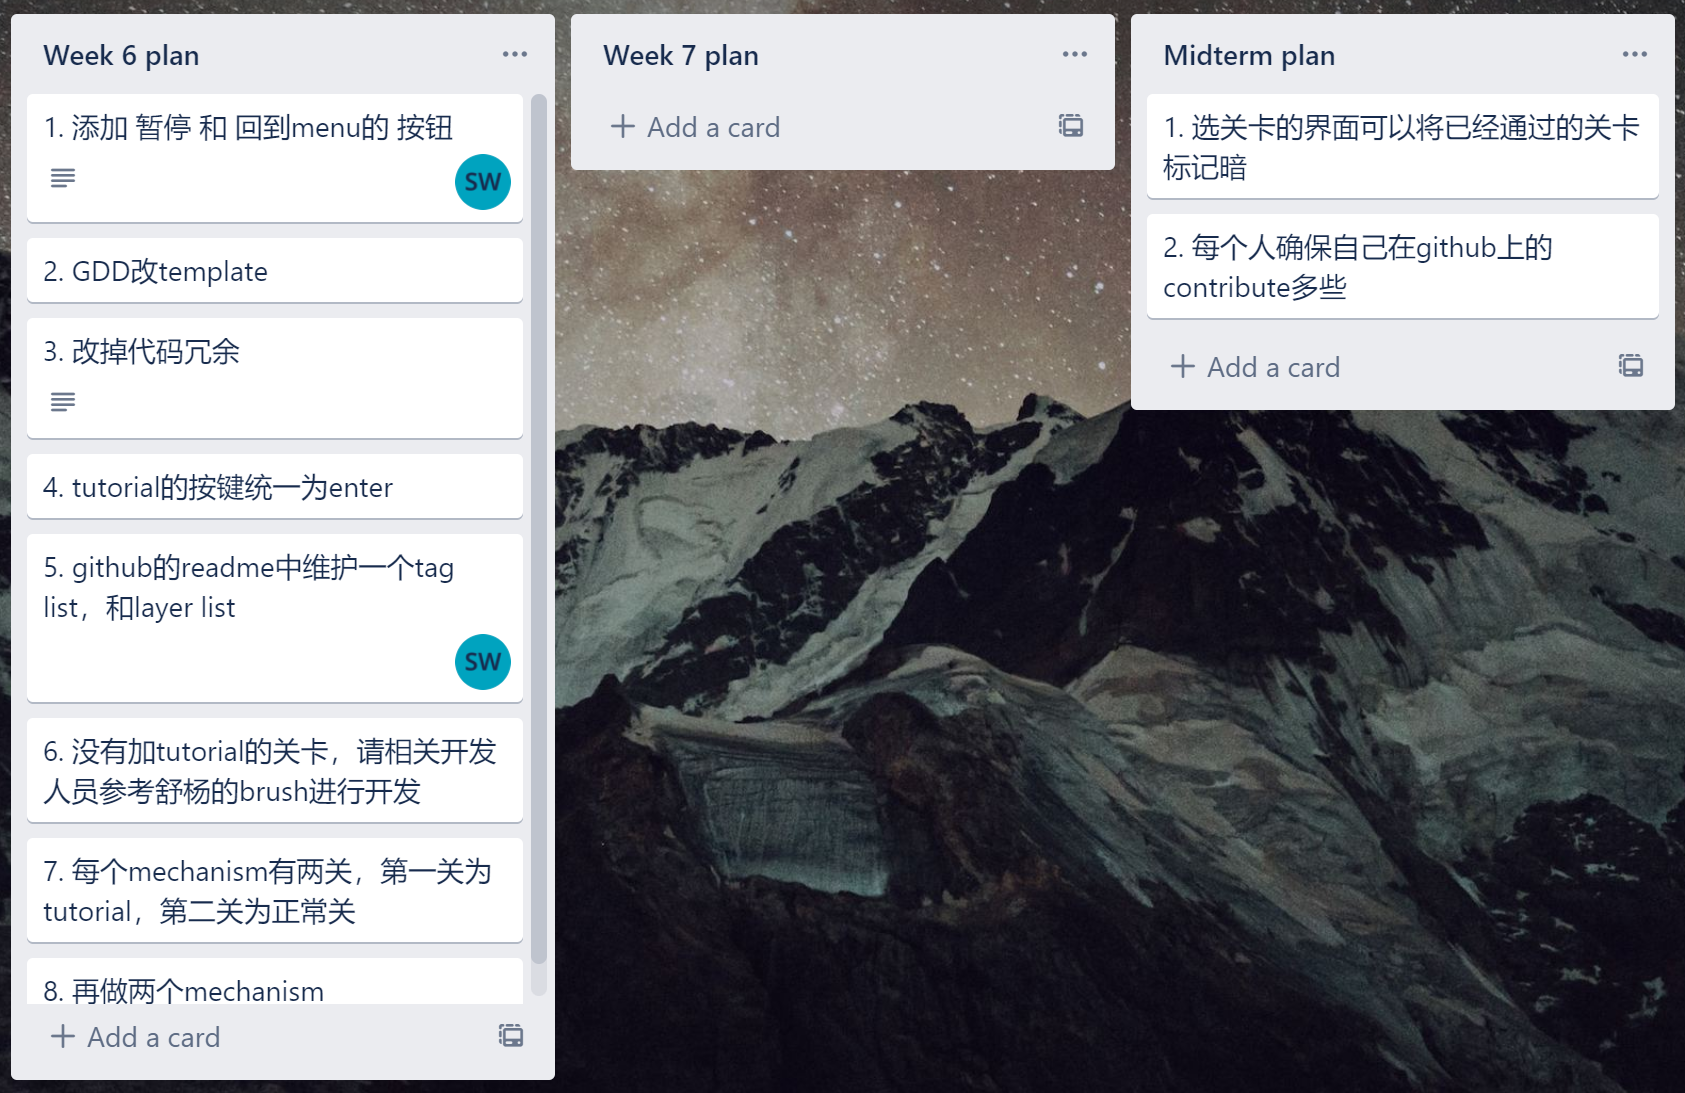 Week 6 plan
1. 添加 暂停 和 回到menu的 按钮
SW
2. GDD改template
3. 改掉代码冗余
4. tutorial的按键统一为enter
5. github的readme中维护一个tag
list，和layer list
SW
6. 没有加tutorial的关卡，请相关开发
人员参考舒杨的brush进行开发
7. 每个mechanism有两关，第一关为
tutorial，第二关为正常关
8. 再做两个mechanism
Add a card
Week 7 plan
Add a card
Midterm plan
1. 选关卡的界面可以将已经通过的关卡
标记暗
2. 每个人确保自己在github上的
contribute多些
Add a card